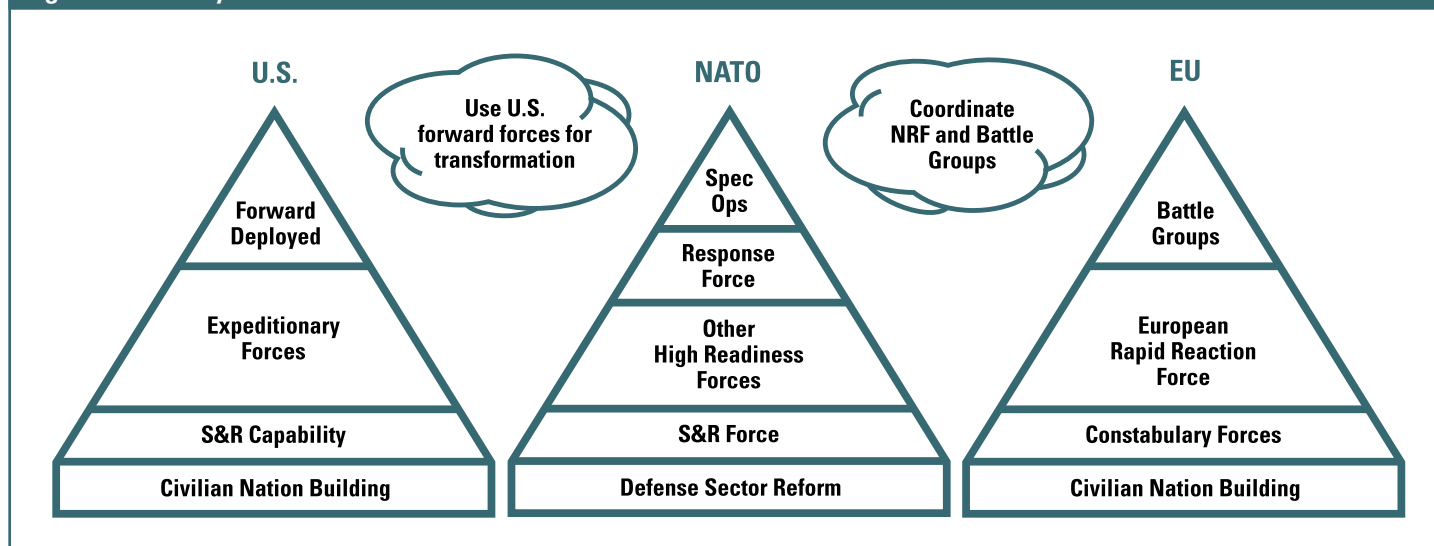 U.S.
Forward
Deployed
Expeditionary
Forces
S&R Capability
Civilian Nation Building
Use U.S.
forward forces for
transformation
NATO
Spec
Ops
Response
Force
Other
High Readiness
Forces
S&R Force
Defense Sector Reform
Coordinate
NRF and Battle
Groups
EU
Battle
Groups
European
Rapid Reaction
Force
Constabulary Forces
Civilian Nation Building